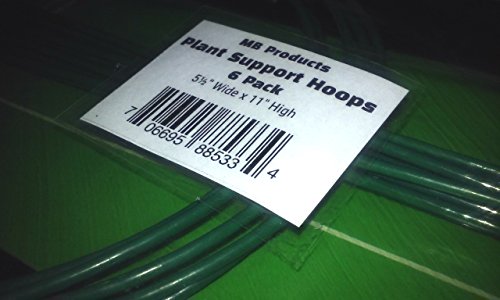 MB Products
Plant Support Hoops
6 Pack
5½" Wide x 11" High
7 06695 88533 4